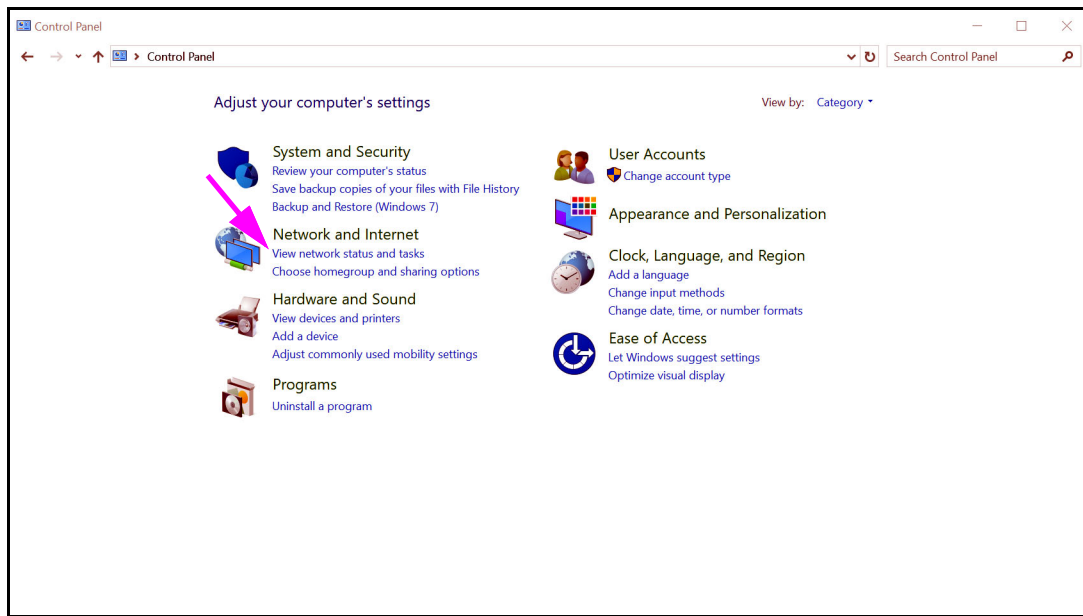 Control Panel
Control Panel
Search Control Panel
Adjust your computer's settings
View by: Category
System and Security
Review your computer's status
Save backup copies of your files with File History
Backup and Restore (Windows 7)
Network and Internet
View network status and tasks
Choose homegroup and sharing options
Hardware and Sound
View devices and printers
Add a device
Adjust commonly used mobility settings
Programs
Uninstall a program
User Accounts
Change account type
Appearance and Personalization
Clock, Language, and Region
Add a language
Change input methods
Change date, time, or number formats
Ease of Access
Let Windows suggest settings
Optimize visual display